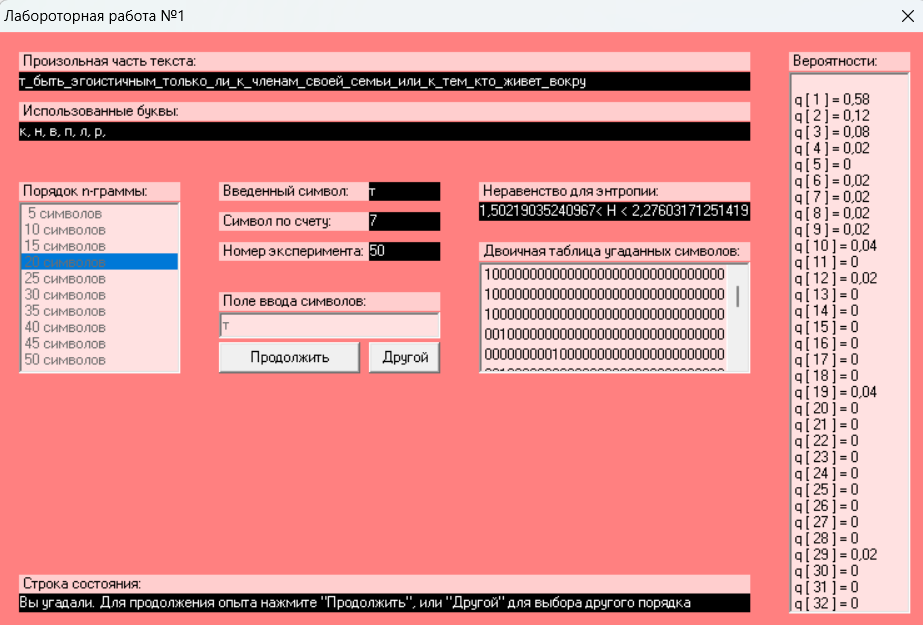 Лабороторная работа №1
Произольная часть текста:
т_быть_эгоистичным_только_ли_к_членам_своей_семьи_или_к_тем_кто_живет_вокру
Использованные буквы:
к, н, в, п, л, р,
Порядок n-граммы:
5 символов
10 символов
15 символов
20 символов
25 символов
30 символов
35 символов
40 символов
45 символов
50 символов
Введенный символ: т
Символ по счету: 7
Номер эксперимента: 50
Поле ввода символов:
т
Продолжить Другой
Неравенство для энтропии:
1,50219035240967< H < 2,27603171251419
Двоичная таблица угаданных символов:
10000000000000000000000000000000
10000000000000000000000000000000
10000000000000000000000000000000
00100000000000000000000000000000
00000000010000000000000000000000
Вероятности:
q [ 1 ] = 0,58
q [ 2 ] = 0,12
q [ 3 ] = 0,08
q [ 4 ] = 0,02
q [ 5 ] = 0
q [ 6 ] = 0,02
q [ 7 ] = 0,02
q [ 8 ] = 0,02
q [ 9 ] = 0,02
q [ 10 ] = 0,04
q [ 11 ] = 0
q [ 12 ] = 0,02
q [ 13 ] = 0
q [ 14 ] = 0
q [ 15 ] = 0
q [ 16 ] = 0
q [ 17 ] = 0
q [ 18 ] = 0
q [ 19 ] = 0,04
q [ 20 ] = 0
q [ 21 ] = 0
q [ 22 ] = 0
q [ 23 ] = 0
q [ 24 ] = 0
q [ 25 ] = 0
q [ 26 ] = 0
q [ 27 ] = 0
q [ 28 ] = 0
q [ 29 ] = 0,02
q [ 30 ] = 0
q [ 31 ] = 0
q [ 32 ] = 0
Строка состояния:
Вы угадали. Для продолжения опыта нажмите "Продолжить", или "Другой" для выбора другого порядка